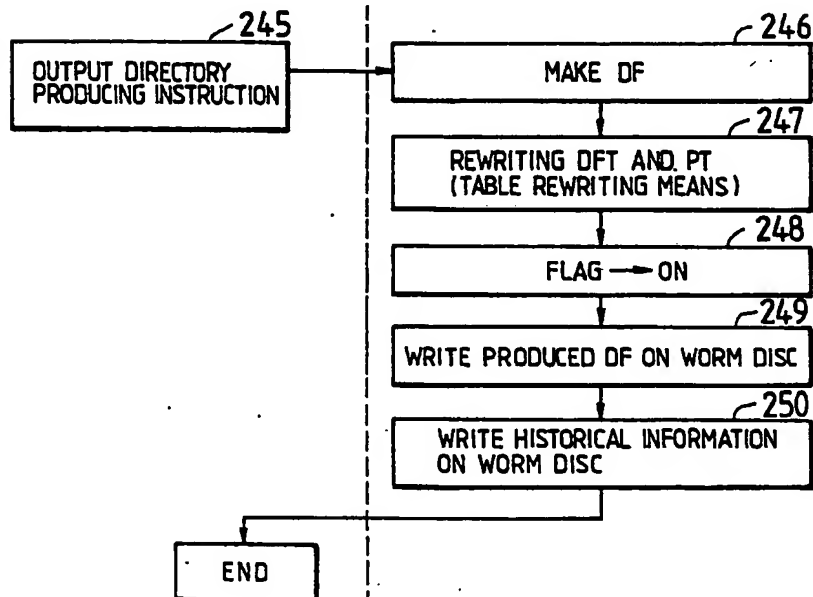 245
OUTPUT DIRECTORY
PRODUCING INSTRUCTION
246
MAKE DF
247
REWRITING DFT AND. PT
(TABLE REWRITING MEANS)
248
FLAG → ON
249
WRITE PRODUCED DF ON WORM DISC
250
WRITE HISTORICAL INFORMATION
ON WORM DISC
END